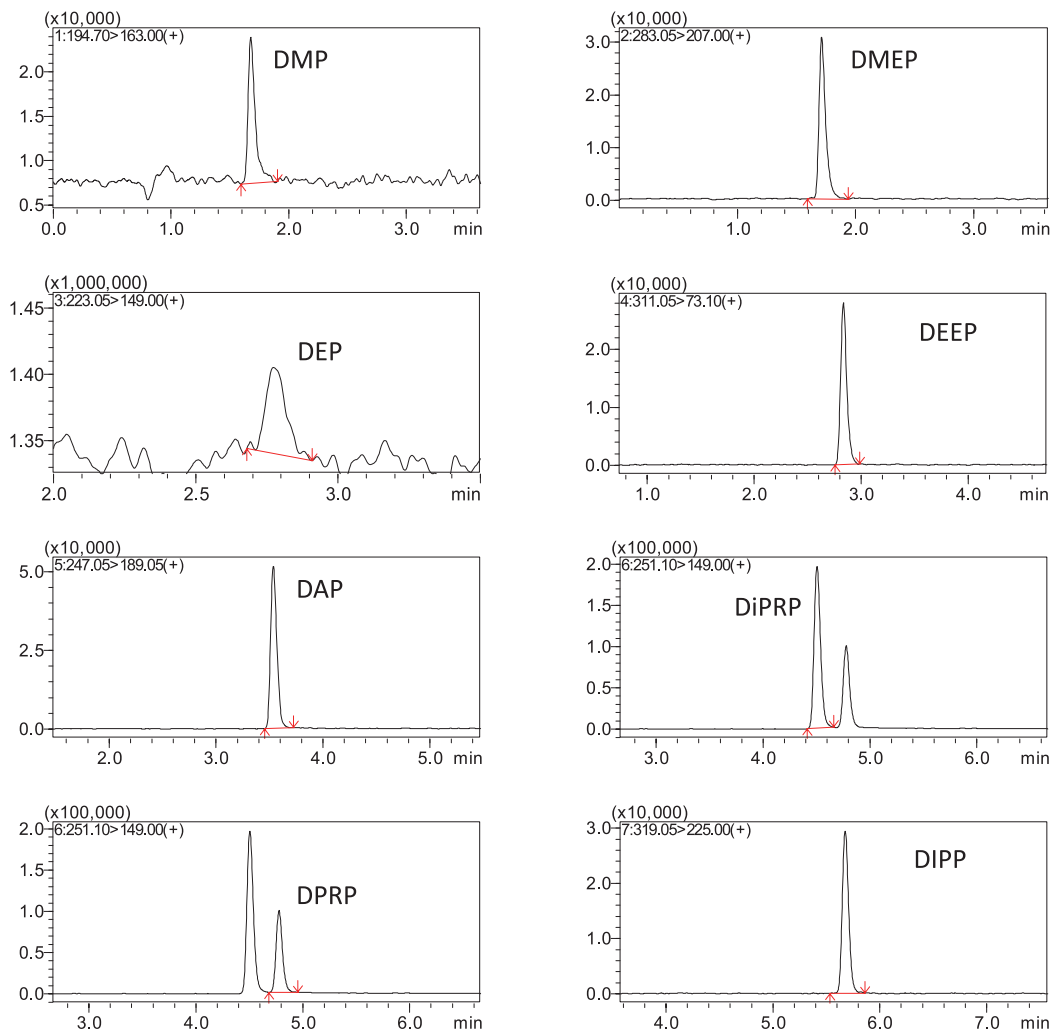 (x10,000)
1:194.70>163.00(+)
DMP
2.0
1.5
1.0
0.5
0.0 1.0 2.0 3.0 min
(x10,000)
2:283.05>207.00(+)
DMEP
3.0
2.0
1.0
0.0
1.0 2.0 3.0 min
(x1,000,000)
3:223.05>149.00(+)
DEP
1.45
1.40
1.35
2.0 2.5 3.0 min
(x10,000)
4:311.05>73.10(+)
DEEP
2.0
1.0
0.0
1.0 2.0 3.0 4.0 min
(x10,000)
5:247.05>189.05(+)
DAP
5.0
2.5
0.0
2.0 3.0 4.0 5.0 min
(x100,000)
6:251.10>149.00(+)
DiPRP
2.0
1.5
1.0
0.5
0.0
3.0 4.0 5.0 6.0 min
(x100,000)
6:251.10>149.00(+)
DPRP
2.0
1.5
1.0
0.5
0.0
3.0 4.0 5.0 6.0 min
(x10,000)
7:319.05>225.00(+)
DIPP
3.0
2.0
1.0
0.0
4.0 5.0 6.0 7.0 min